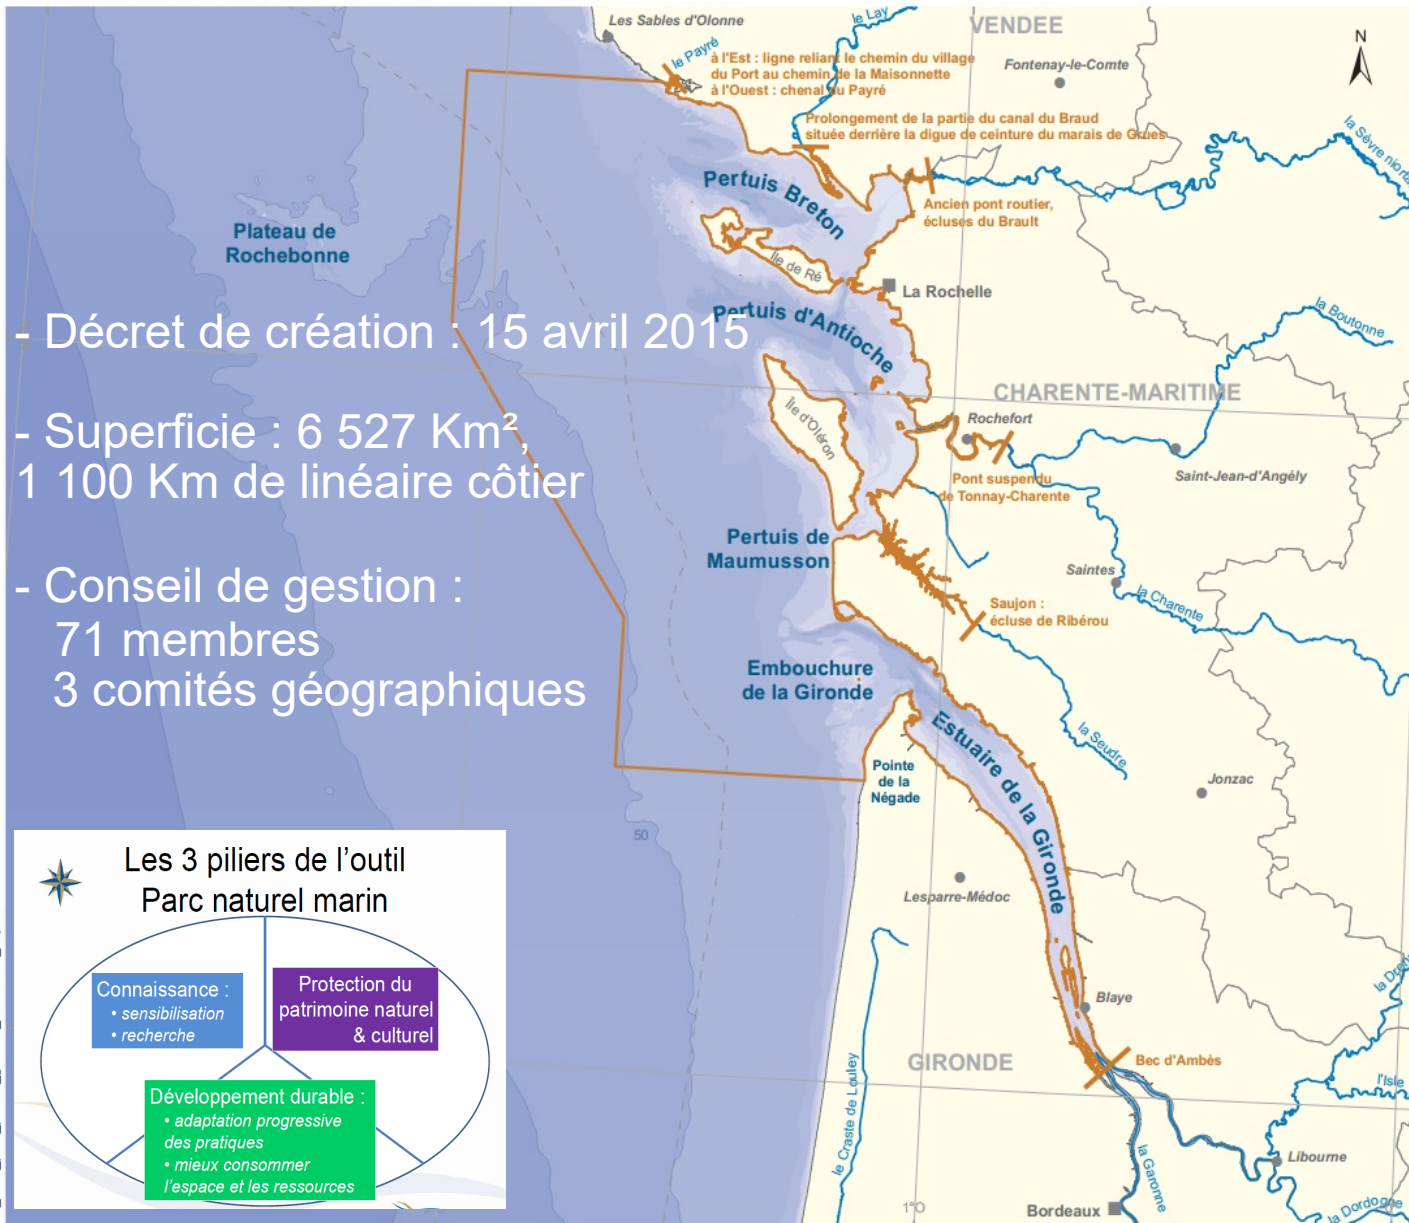 Les Sables d'Olonne
le Lay
VENDEE
N
le Payré
à l'Est : ligne reliant le chemin du village
du Port au chemin de la Maisonnette
à l'Ouest : chenal du Payré
Fontenay-le-Comte
Prolongement de la partie du canal du Braud
située derrière la digue de ceinture du marais de Grues
la Sèvre niorta
Pertuis Breton
Ancien pont routier,
écluses du Brault
Plateau de
Rochebonne
Île de Ré
La Rochelle
Pertuis d'Antioche
la Boutonne
- Décret de création : 15 avril 2015
CHARENTE-MARITIME
Île d'Oléron
Rochefort
- Superficie : 6 527 Km²,
1 100 Km de linéaire côtier
Pont suspendu
de Tonnay-Charente
Saint-Jean-d'Angély
Pertuis de
Maumusson
Saintes
la Charente
- Conseil de gestion :
71 membres
3 comités géographiques
Saujon :
écluse de Ribérou
Embouchure
de la Gironde
Estuaire de la Gironde
la Seudre
Pointe
de la
Négade
Jonzac
50
Lesparre-Médoc
Les 3 piliers de l'outil
Parc naturel marin
Connaissance :
• sensibilisation
• recherche
Protection du
patrimoine naturel
& culturel
Développement durable :
• adaptation progressive
des pratiques
• mieux consommer
l'espace et les ressources
Blaye
la Dron
GIRONDE
Bec d'Ambès
l'Isle
le Craste de Louley
la Garonne
Libourne
1°0
Bordeaux
la Dordogne